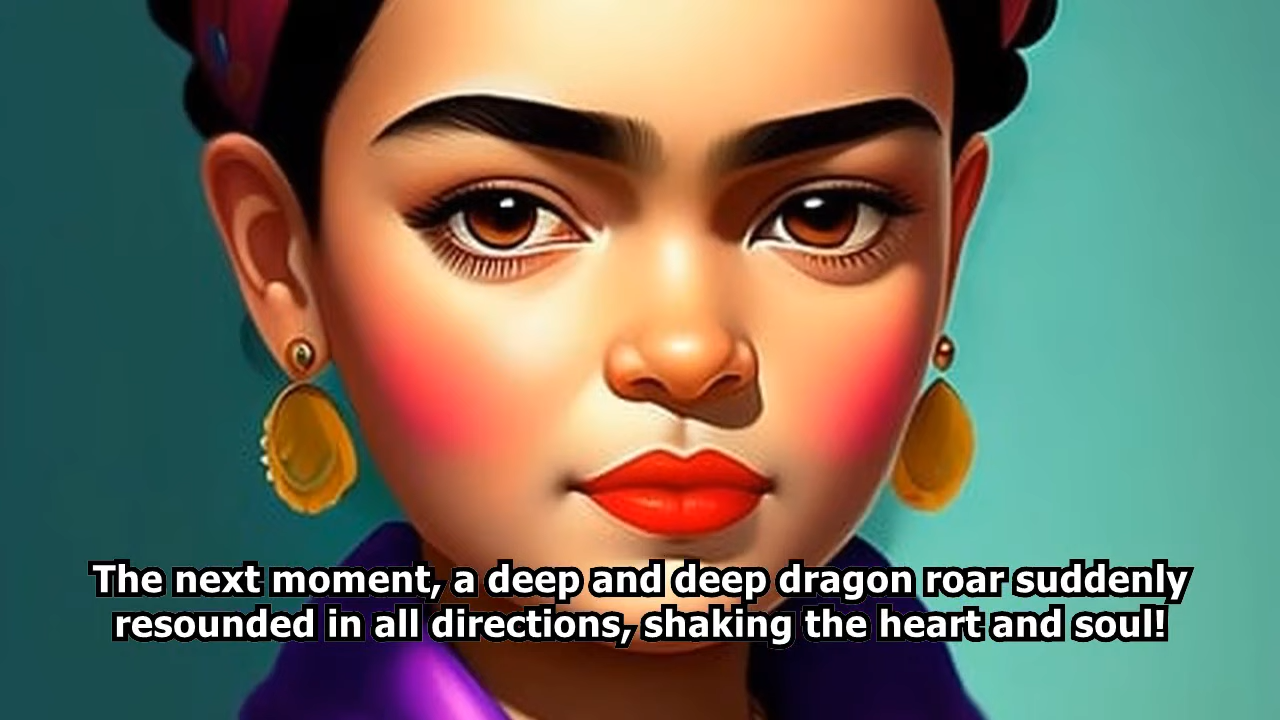 The next moment, a deep and deep dragon roar suddenly
resounded in all directions, shaking the heart and soul!